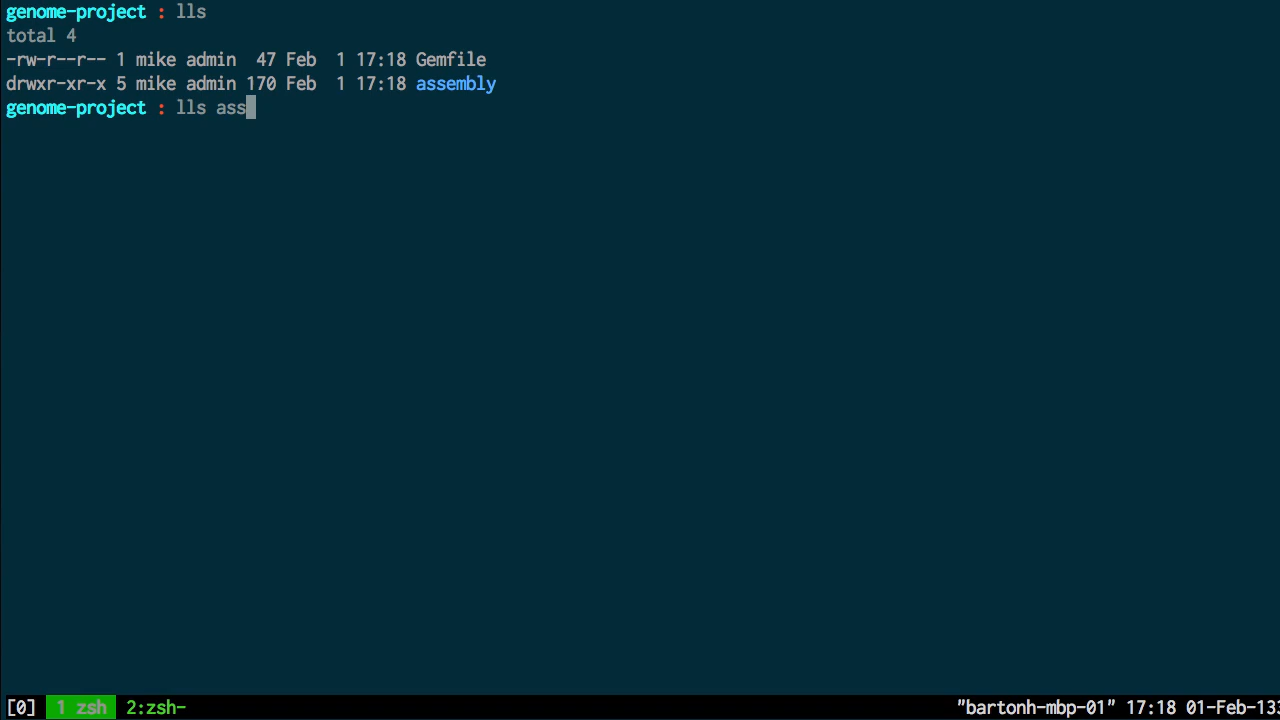 genome-project : lls
total 4
-rw-r--r-- 1 mike admin  47 Feb  1 17:18 Gemfile
drwxr-xr-x 5 mike admin 170 Feb  1 17:18 assembly
genome-project : lls ass
[0] 1 zsh 2:zsh- "bartonh-mbp-01" 17:18 01-Feb-133